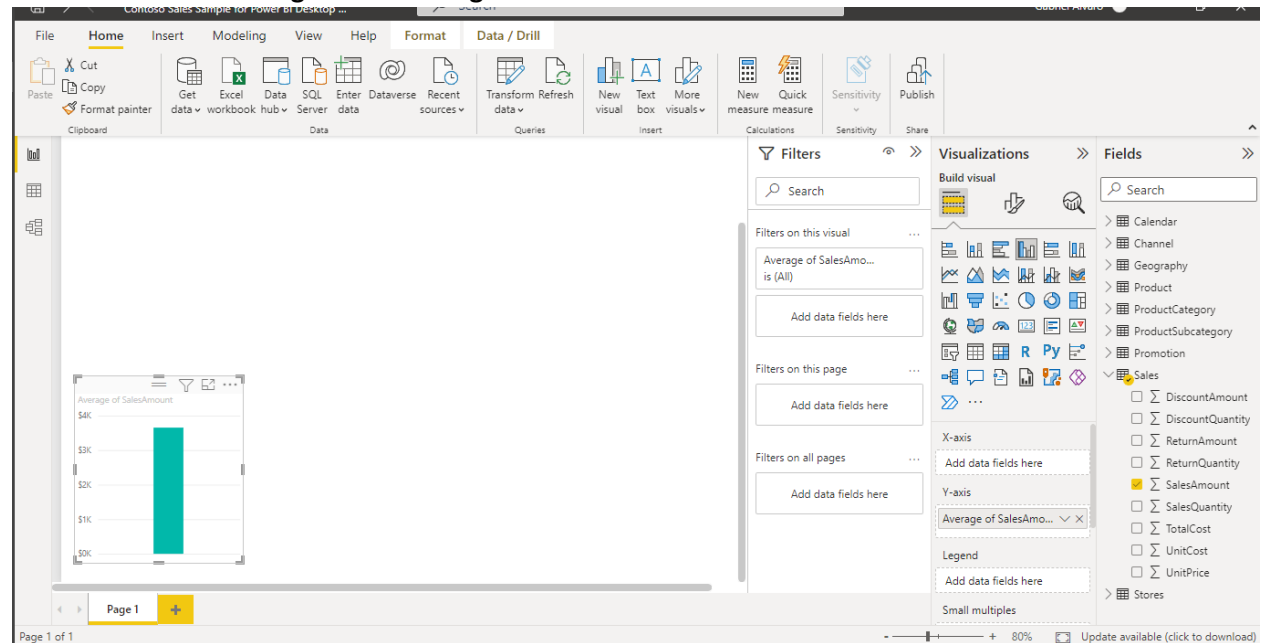 Contoso Sales Sample for Power BI Desktop ...
File Home Insert Modeling View Help Format Data / Drill
Paste
Cut
Copy
Format painter
Clipboard
Get data
Excel workbook
Data hub
SQL Server
Enter data
Dataverse
Recent sources
Data
Transform data
Refresh
Queries
New visual
Text box
More visuals
Insert
New measure
Quick measure
Calculations
Sensitivity
Sensitivity
Publish
Share
Average of SalesAmount
$4K
$3K
$2K
$1K
$0K
Filters
Search
Filters on this visual ...
Average of SalesAmo...
is (All)
Add data fields here
Filters on this page ...
Add data fields here
Filters on all pages ...
Add data fields here
Visualizations
Build visual
123
R Py
...
X-axis
Add data fields here
Y-axis
Average of SalesAmo...
Legend
Add data fields here
Small multiples
Fields
Search
Calendar
Channel
Geography
Product
ProductCategory
ProductSubcategory
Promotion
Sales
∑ DiscountAmount
∑ DiscountQuantity
∑ ReturnAmount
∑ ReturnQuantity
∑ SalesAmount
∑ SalesQuantity
∑ TotalCost
∑ UnitCost
∑ UnitPrice
Stores
Page 1 +
Page 1 of 1
- + 80% Update available (click to download)